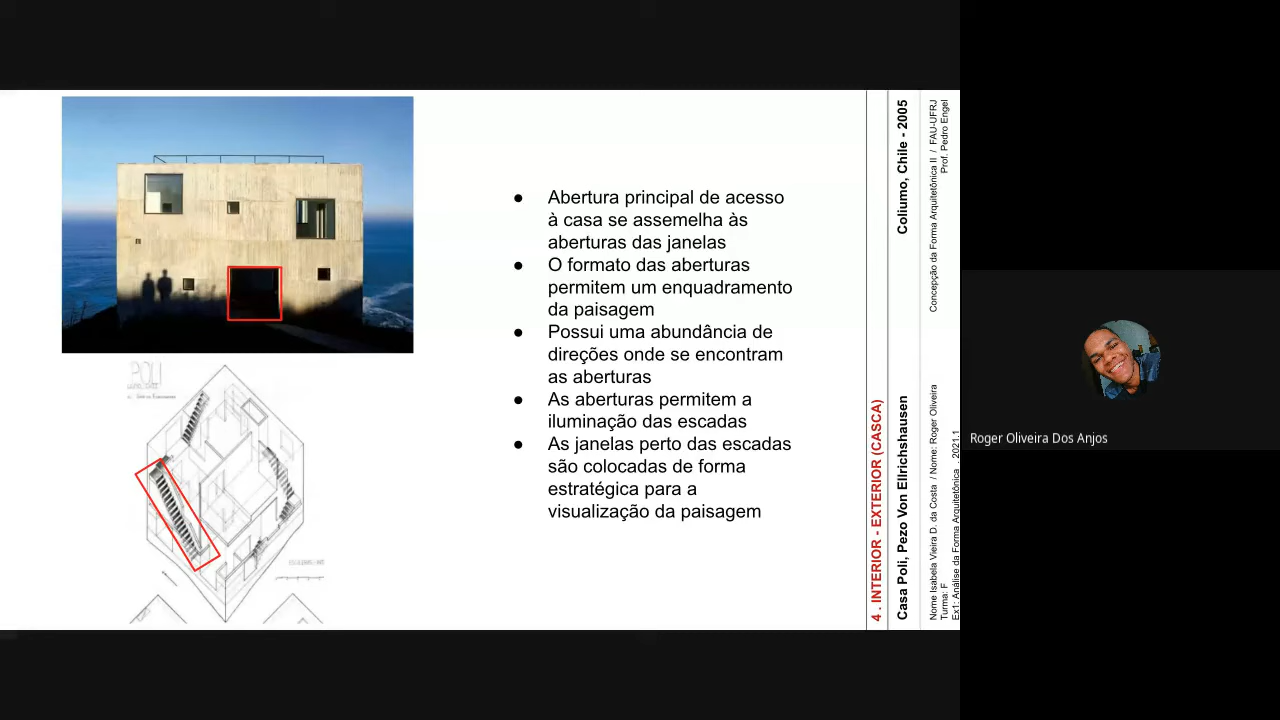 ● Abertura principal de acesso
à casa se assemelha às
aberturas das janelas
● O formato das aberturas
permitem um enquadramento
da paisagem
● Possui uma abundância de
direções onde se encontram
as aberturas
● As aberturas permitem a
iluminação das escadas
● As janelas perto das escadas
são colocadas de forma
estratégica para a
visualização da paisagem
POLI
4 . INTERIOR - EXTERIOR (CASCA)
Casa Poli, Pezo Von Ellrichshausen
Coliumo, Chile - 2005
Nome Isabela Vieira D. da Costa / Nome: Roger Oliveira
Turma: F
Ex1: Análise da Forma Arquitetônica . 2021.1
Concepção da Forma Arquitetônica II / FAU-UFRJ
Prof. Pedro Engel
Roger Oliveira Dos Anjos